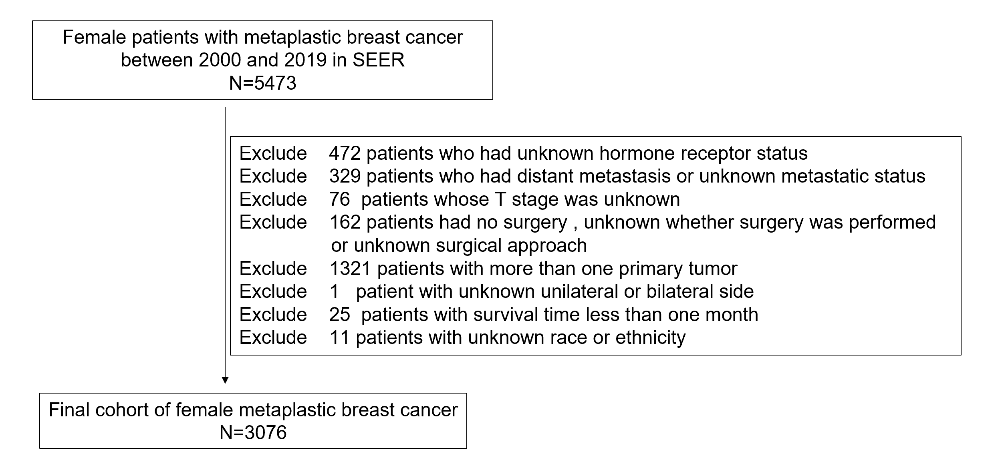 Female patients with metaplastic breast cancer
between 2000 and 2019 in SEER
N=5473
Exclude 472 patients who had unknown hormone receptor status
Exclude 329 patients who had distant metastasis or unknown metastatic status
Exclude 76 patients whose T stage was unknown
Exclude 162 patients had no surgery , unknown whether surgery was performed
or unknown surgical approach
Exclude 1321 patients with more than one primary tumor
Exclude 1 patient with unknown unilateral or bilateral side
Exclude 25 patients with survival time less than one month
Exclude 11 patients with unknown race or ethnicity
Final cohort of female metaplastic breast cancer
N=3076